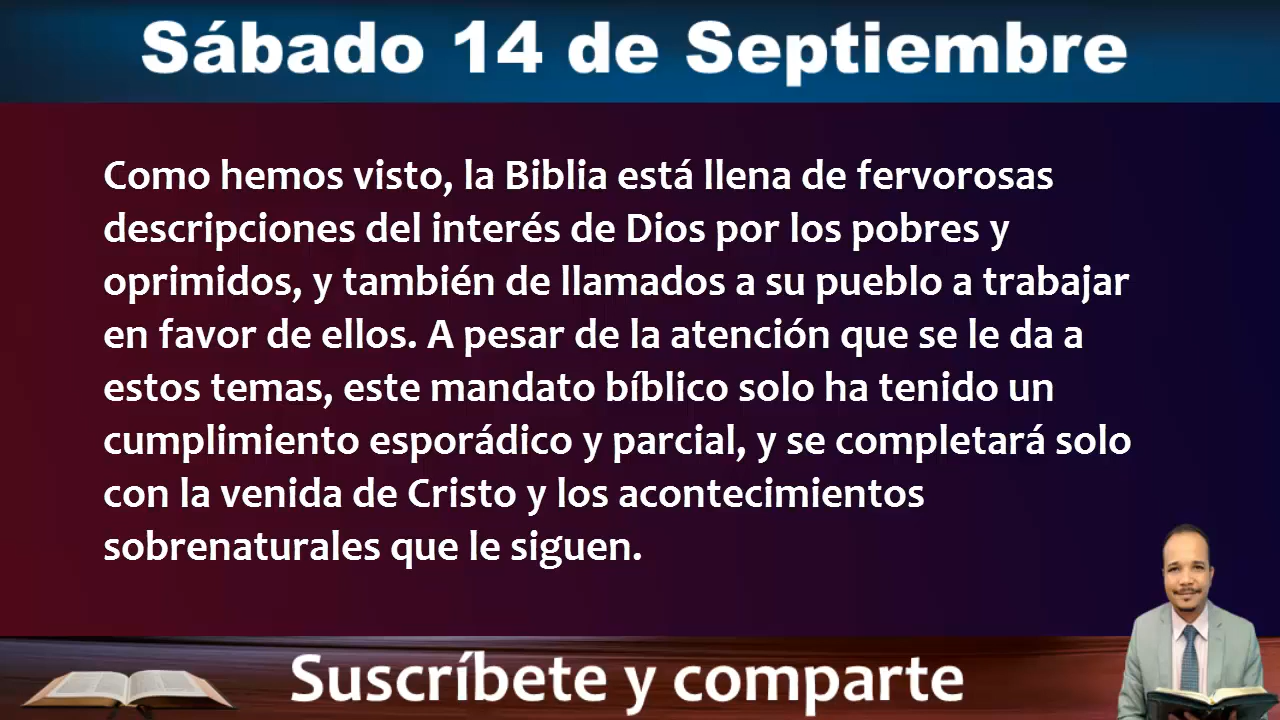 Sábado 14 de Septiembre
Como hemos visto, la Biblia está llena de fervorosas
descripciones del interés de Dios por los pobres y
oprimidos, y también de llamados a su pueblo a trabajar
en favor de ellos. A pesar de la atención que se le da a
estos temas, este mandato bíblico solo ha tenido un
cumplimiento esporádico y parcial, y se completará solo
con la venida de Cristo y los acontecimientos
sobrenaturales que le siguen.
Suscríbete y comparte